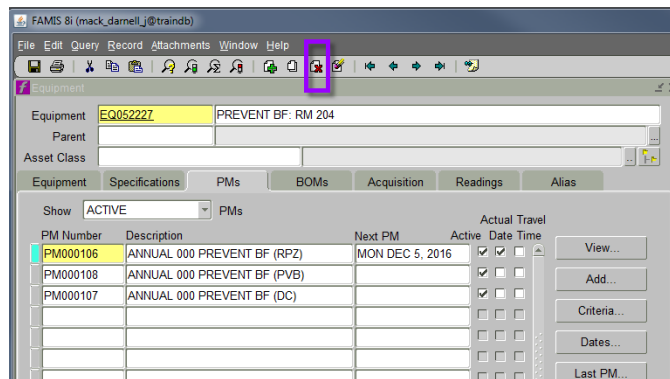 FAMIS 8i (mack_darnell_j@traindb)
File Edit Query Record Attachments Window Help
Equipment
Equipment EQ052227 PREVENT BF: RM 204
Parent
...
Asset Class
Equipment Specifications PMs BOMs Acquisition Readings Alias
Show ACTIVE PMs
Actual Travel
PM Number Description Next PM Active Date Time
PM000106 ANNUAL 000 PREVENT BF (RPZ) MON DEC 5, 2016
View...
PM000108 ANNUAL 000 PREVENT BF (PVB)
Add...
PM000107 ANNUAL 000 PREVENT BF (DC)
Criteria...
Dates...
Last PM...